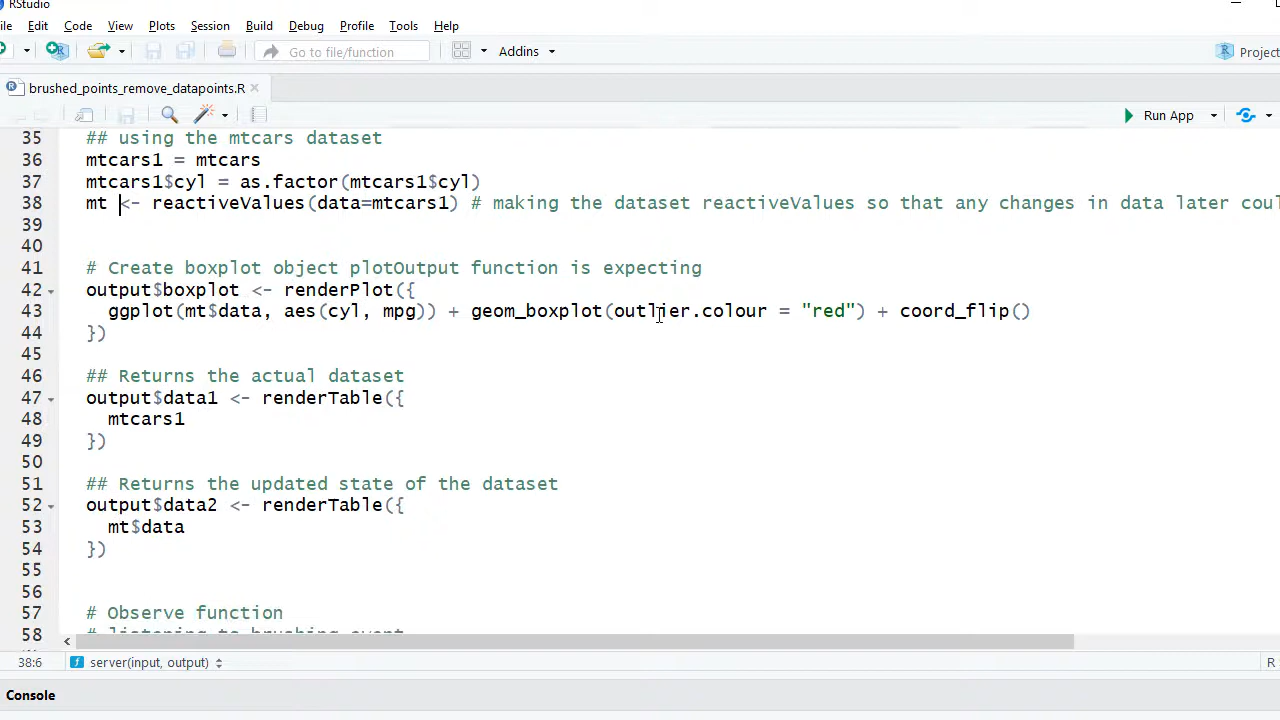 RStudio
ile Edit Code View Plots Session Build Debug Profile Tools Help
Go to file/function Addins Project
brushed_points_remove_datapoints.R
Run App
35 ## using the mtcars dataset
36 mtcars1 = mtcars
37 mtcars1$cyl = as.factor(mtcars1$cyl)
38 mt <- reactiveValues(data=mtcars1) # making the dataset reactiveValues so that any changes in data later coul
39
40
41 # Create boxplot object plotOutput function is expecting
42 output$boxplot <- renderPlot({
43 ggplot(mt$data, aes(cyl, mpg)) + geom_boxplot(outlier.colour = "red") + coord_flip()
44 })
45
46 ## Returns the actual dataset
47 output$data1 <- renderTable({
48 mtcars1
49 })
50
51 ## Returns the updated state of the dataset
52 output$data2 <- renderTable({
53 mt$data
54 })
55
56
57 # Observe function
58 # listening to brushing event
38:6 server(input, output) R
Console